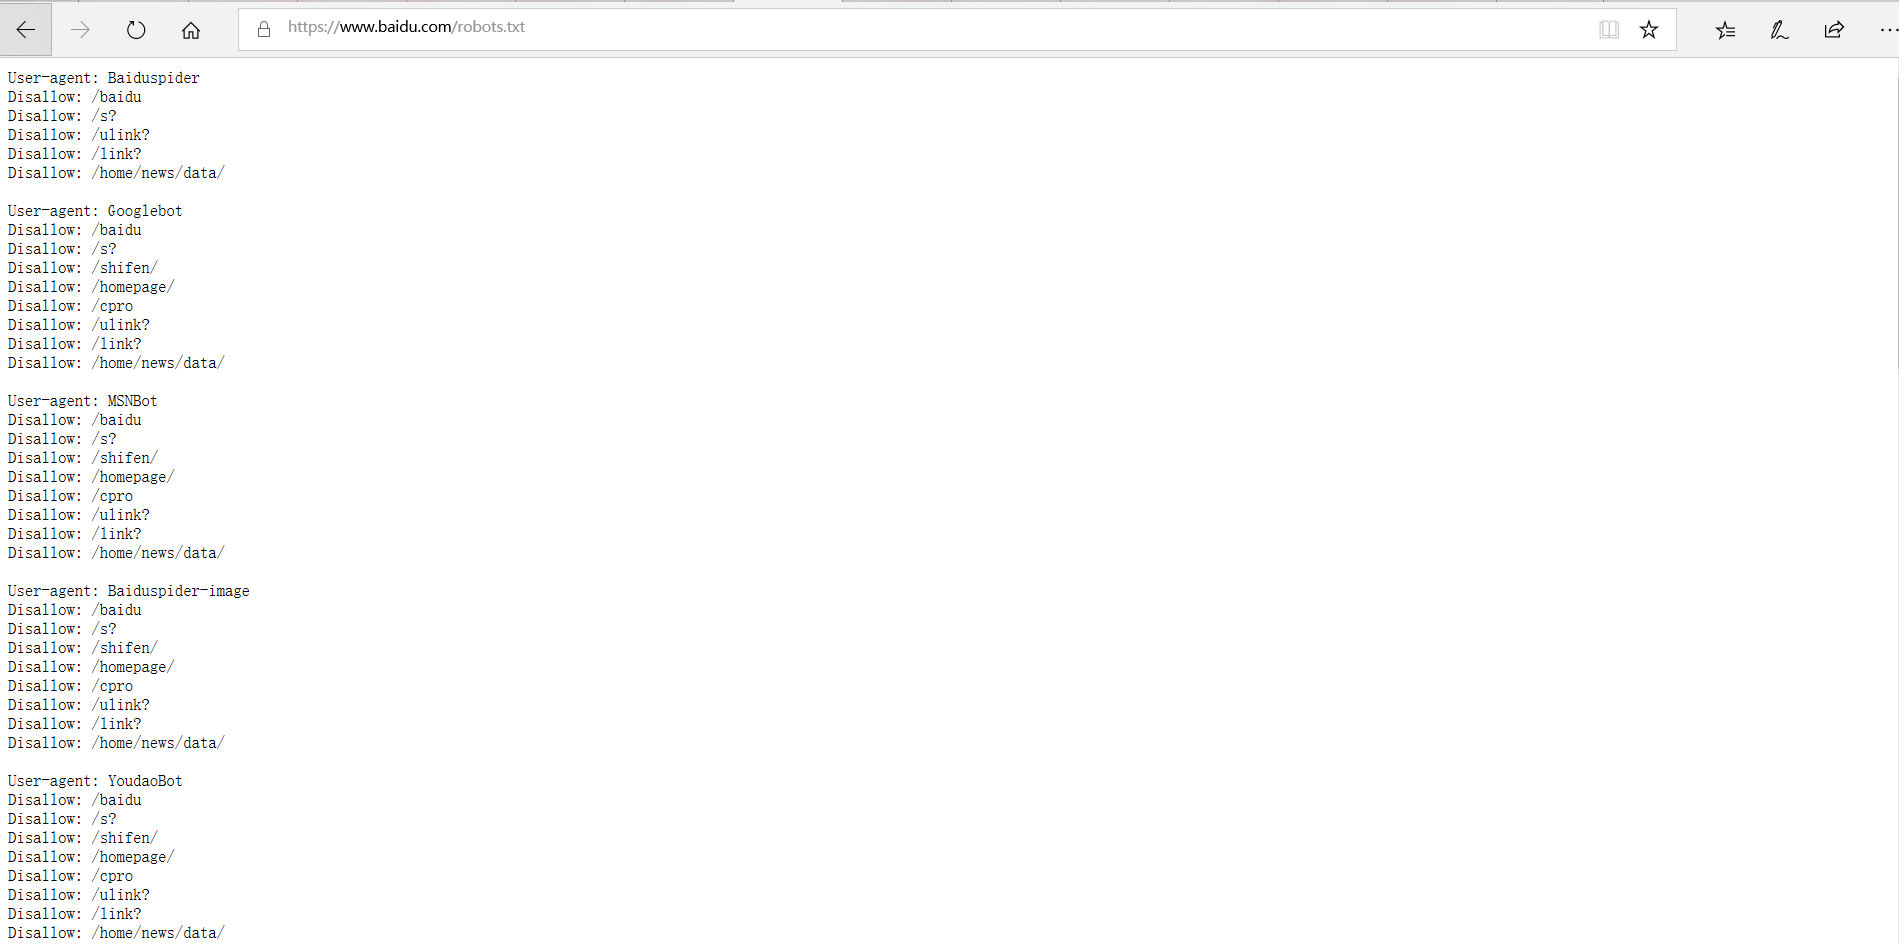 https://www.baidu.com/robots.txt
User-agent: Baiduspider
Disallow: /baidu
Disallow: /s?
Disallow: /ulink?
Disallow: /link?
Disallow: /home/news/data/
User-agent: Googlebot
Disallow: /baidu
Disallow: /s?
Disallow: /shifen/
Disallow: /homepage/
Disallow: /cpro
Disallow: /ulink?
Disallow: /link?
Disallow: /home/news/data/
User-agent: MSNBot
Disallow: /baidu
Disallow: /s?
Disallow: /shifen/
Disallow: /homepage/
Disallow: /cpro
Disallow: /ulink?
Disallow: /link?
Disallow: /home/news/data/
User-agent: Baiduspider-image
Disallow: /baidu
Disallow: /s?
Disallow: /shifen/
Disallow: /homepage/
Disallow: /cpro
Disallow: /ulink?
Disallow: /link?
Disallow: /home/news/data/
User-agent: YoudaoBot
Disallow: /baidu
Disallow: /s?
Disallow: /shifen/
Disallow: /homepage/
Disallow: /cpro
Disallow: /ulink?
Disallow: /link?
Disallow: /home/news/data/